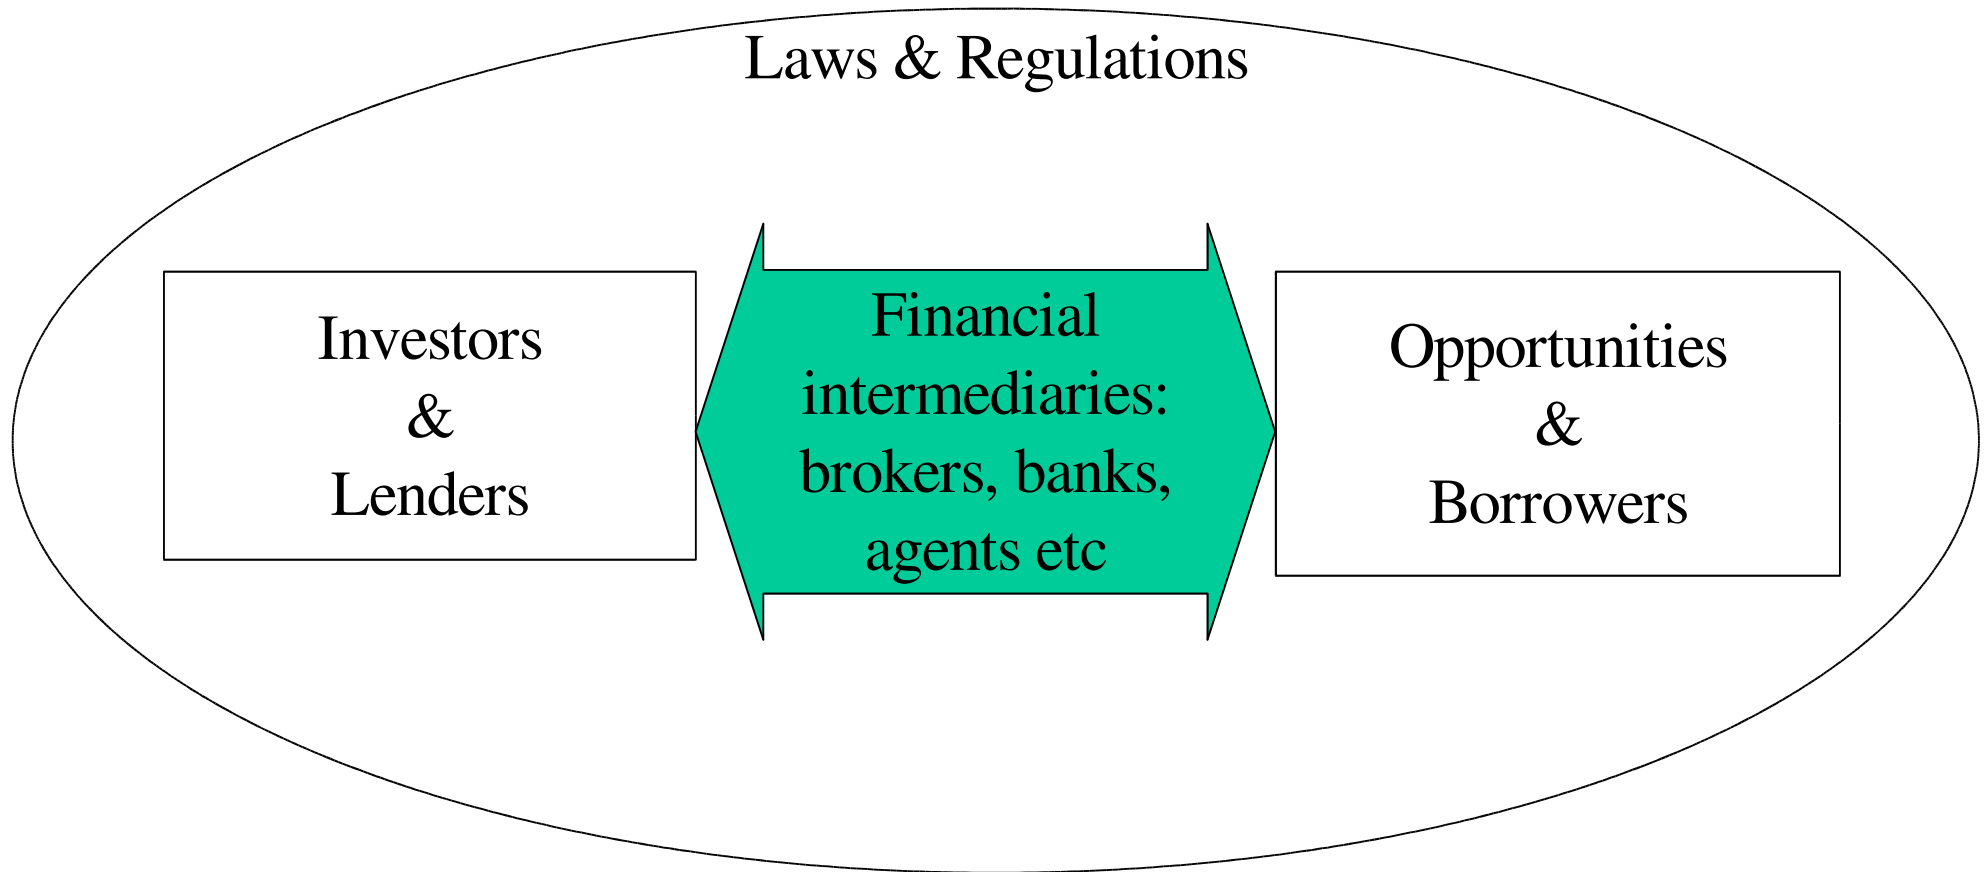 Laws & Regulations
Investors
&
Lenders
Financial
intermediaries:
brokers, banks,
agents etc
Opportunities
&
Borrowers